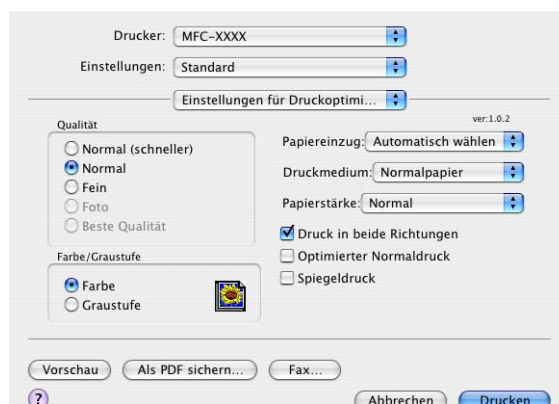 Drucker: MFC-XXXX
Einstellungen: Standard
Einstellungen für Druckoptimi...
ver:1.0.2
Qualität
Normal (schneller)
Normal
Fein
Foto
Beste Qualität
Farbe/Graustufe
Farbe
Graustufe
Papiereinzug: Automatisch wählen
Druckmedium: Normalpapier
Papierstärke: Normal
Druck in beide Richtungen
Optimierter Normaldruck
Spiegeldruck
Vorschau Als PDF sichern... Fax...
? Abbrechen Drucken